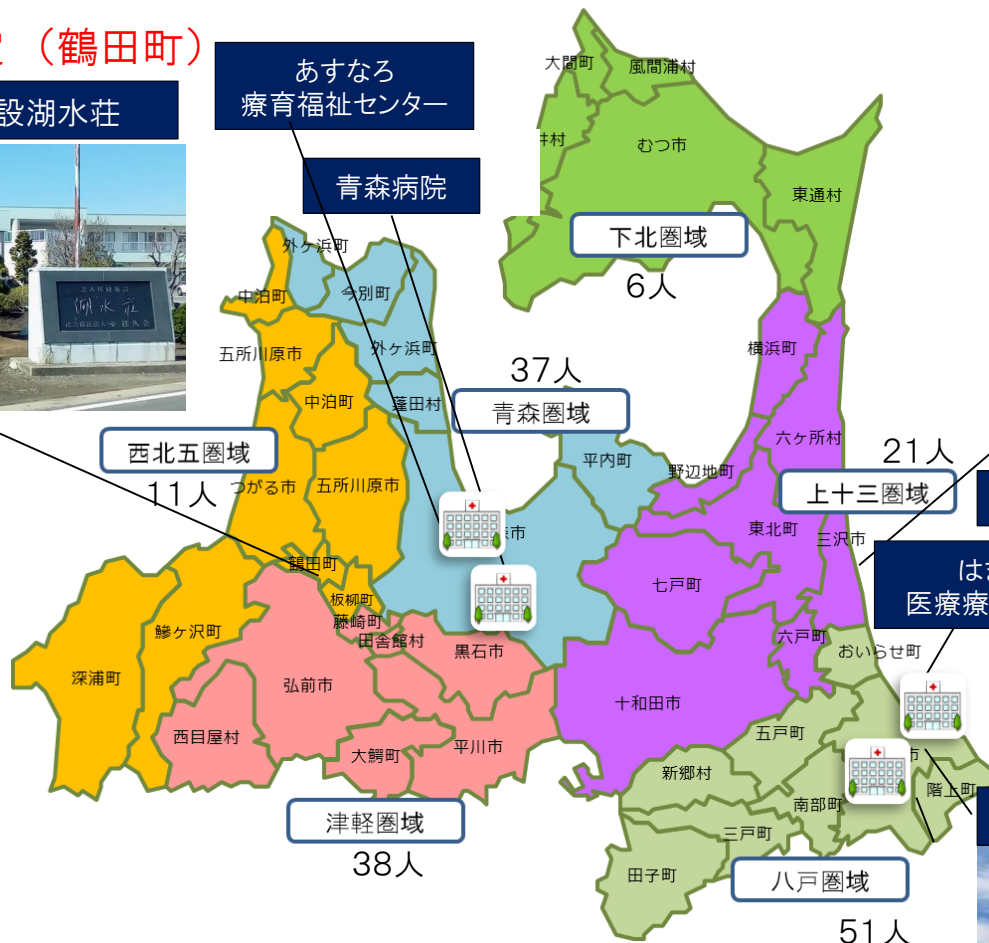 （鶴田町）
設湖水荘
湖水荘
あすなろ
療育福祉センター
青森病院
大間町
風間浦村
井村
むつ市
東通村
下北圏域
6人
外ヶ浜町
中泊町
今別町
五所川原市
外ヶ浜町
中泊町
蓬田村
37人
青森圏域
横浜町
西北五圏域
11人
つがる市
五所川原市
平内町
野辺地町
六ヶ所村
21人
上十三圏域
東北町
三沢市
市
鶴田町
板柳町
七戸町
藤崎町
田舎館村
黒石市
六戸町
おいらせ町
は
医療療
鰺ヶ沢町
深浦町
弘前市
十和田市
西目屋村
大鰐町
平川市
五戸町
新郷村
市
階上町
南部町
三戸町
田子町
津軽圏域
38人
八戸圏域
51人